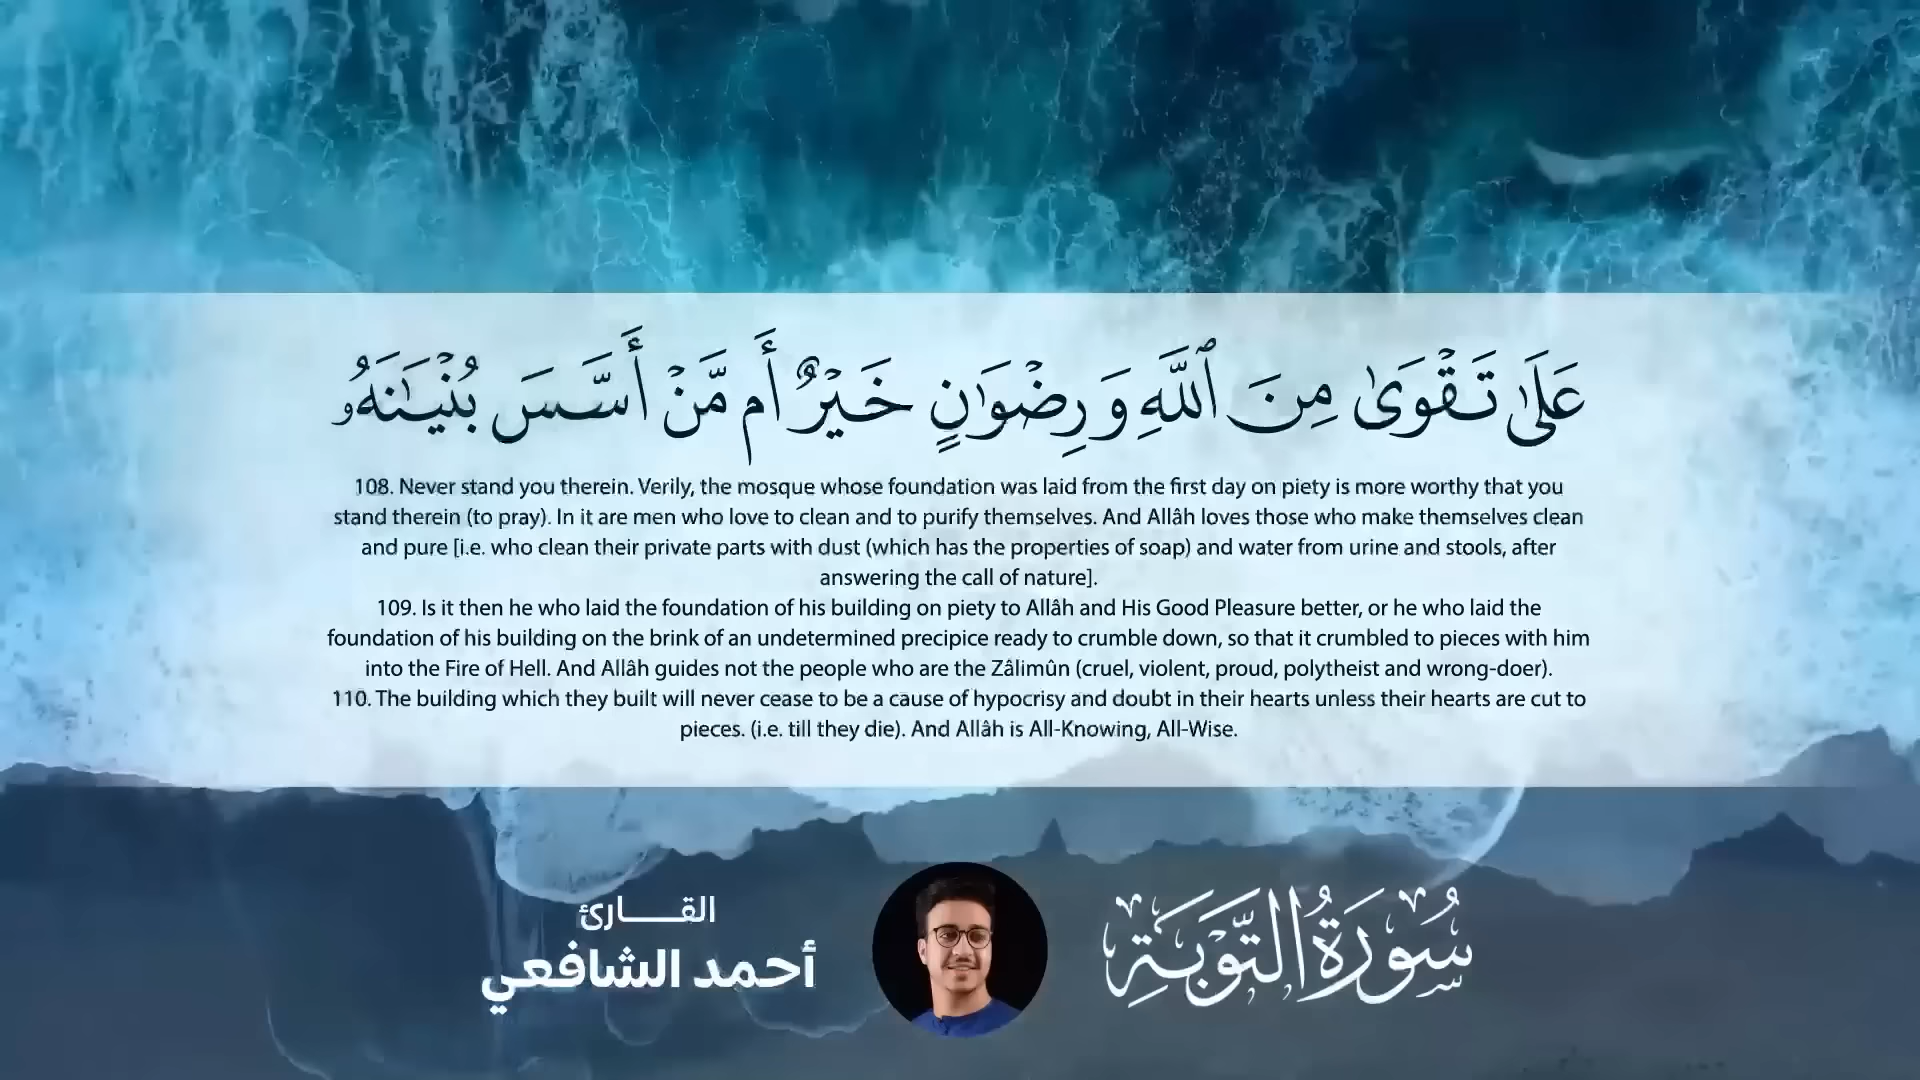 عَلَىٰ تَقْوَىٰ مِنَ ٱللَّهِ وَرِضْوَٰنٍ خَيْرٌ أَم مَّنْ أَسَّسَ بُنْيَـٰنَهُۥ
108. Never stand you therein. Verily, the mosque whose foundation was laid from the first day on piety is more worthy that you
stand therein (to pray). In it are men who love to clean and to purify themselves. And Allâh loves those who make themselves clean
and pure [i.e. who clean their private parts with dust (which has the properties of soap) and water from urine and stools, after
answering the call of nature].
109. Is it then he who laid the foundation of his building on piety to Allâh and His Good Pleasure better, or he who laid the
foundation of his building on the brink of an undetermined precipice ready to crumble down, so that it crumbled to pieces with him
into the Fire of Hell. And Allâh guides not the people who are the Zâlimûn (cruel, violent, proud, polytheist and wrong-doer).
110. The building which they built will never cease to be a cause of hypocrisy and doubt in their hearts unless their hearts are cut to
pieces. (i.e. till they die). And Allâh is All-Knowing, All-Wise.
سُورَةُ التَّوْبَةِ
القـــارئ
أحمد الشافعي